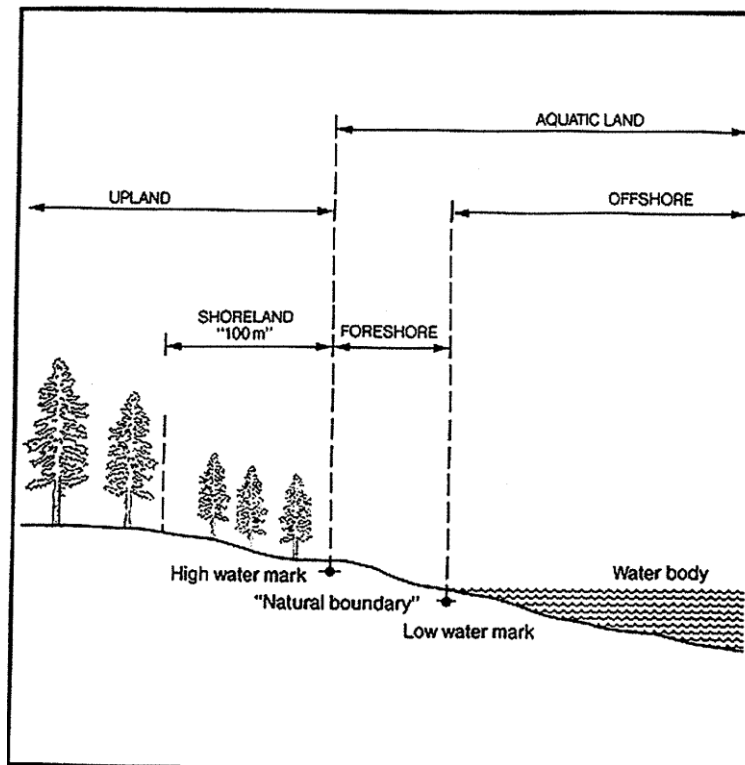 AQUATIC LAND
UPLAND
OFFSHORE
SHORELAND
"100m"
FORESHORE
High water mark
Water body
"Natural boundary"
Low water mark